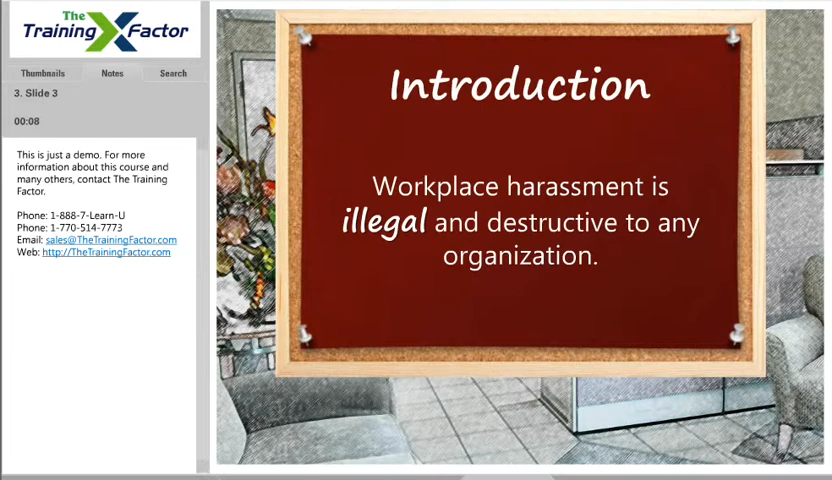 The
Training Factor
Thumbnails Notes Search
3. Slide 3
00:08
This is just a demo. For more
information about this course and
many others, contact The Training
Factor.
Phone: 1-888-7-Learn-U
Phone: 1-770-514-7773
Email: sales@TheTrainingFactor.com
Web: http://TheTrainingFactor.com
Introduction
Workplace harassment is
illegal and destructive to any
organization.